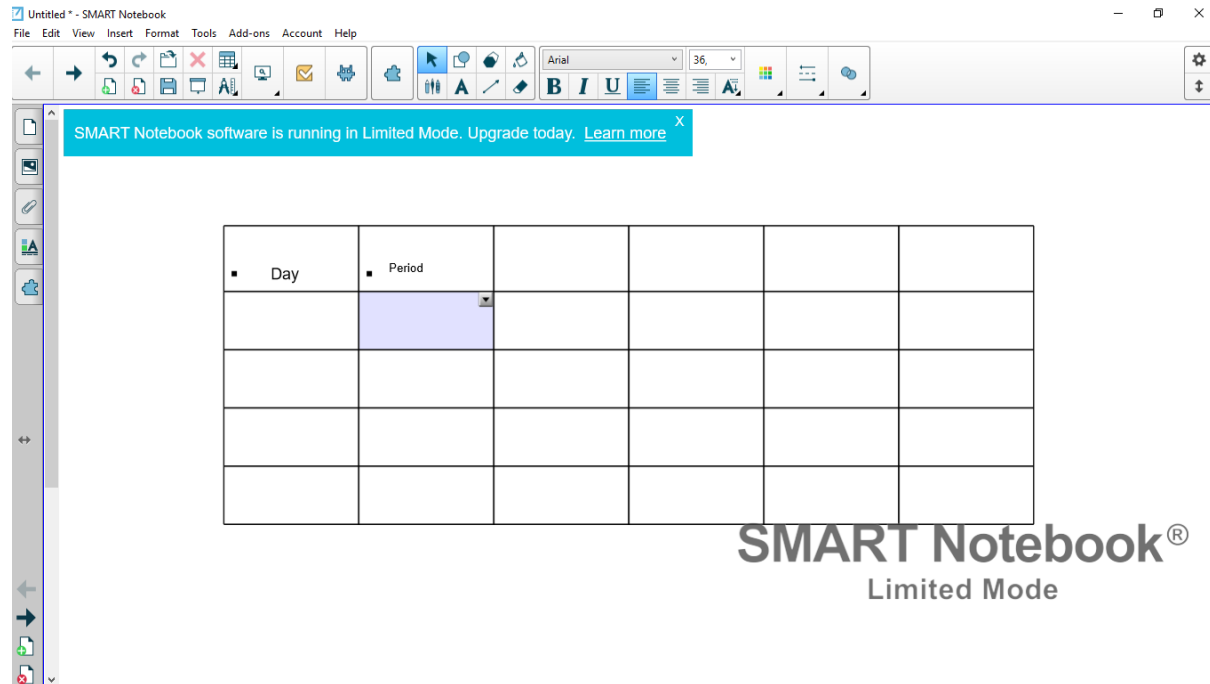 Untitled * - SMART Notebook
File Edit View Insert Format Tools Add-ons Account Help
Arial 36,
A B I U
SMART Notebook software is running in Limited Mode. Upgrade today. Learn more X
▪ Day ▪ Period
SMART Notebook®
Limited Mode